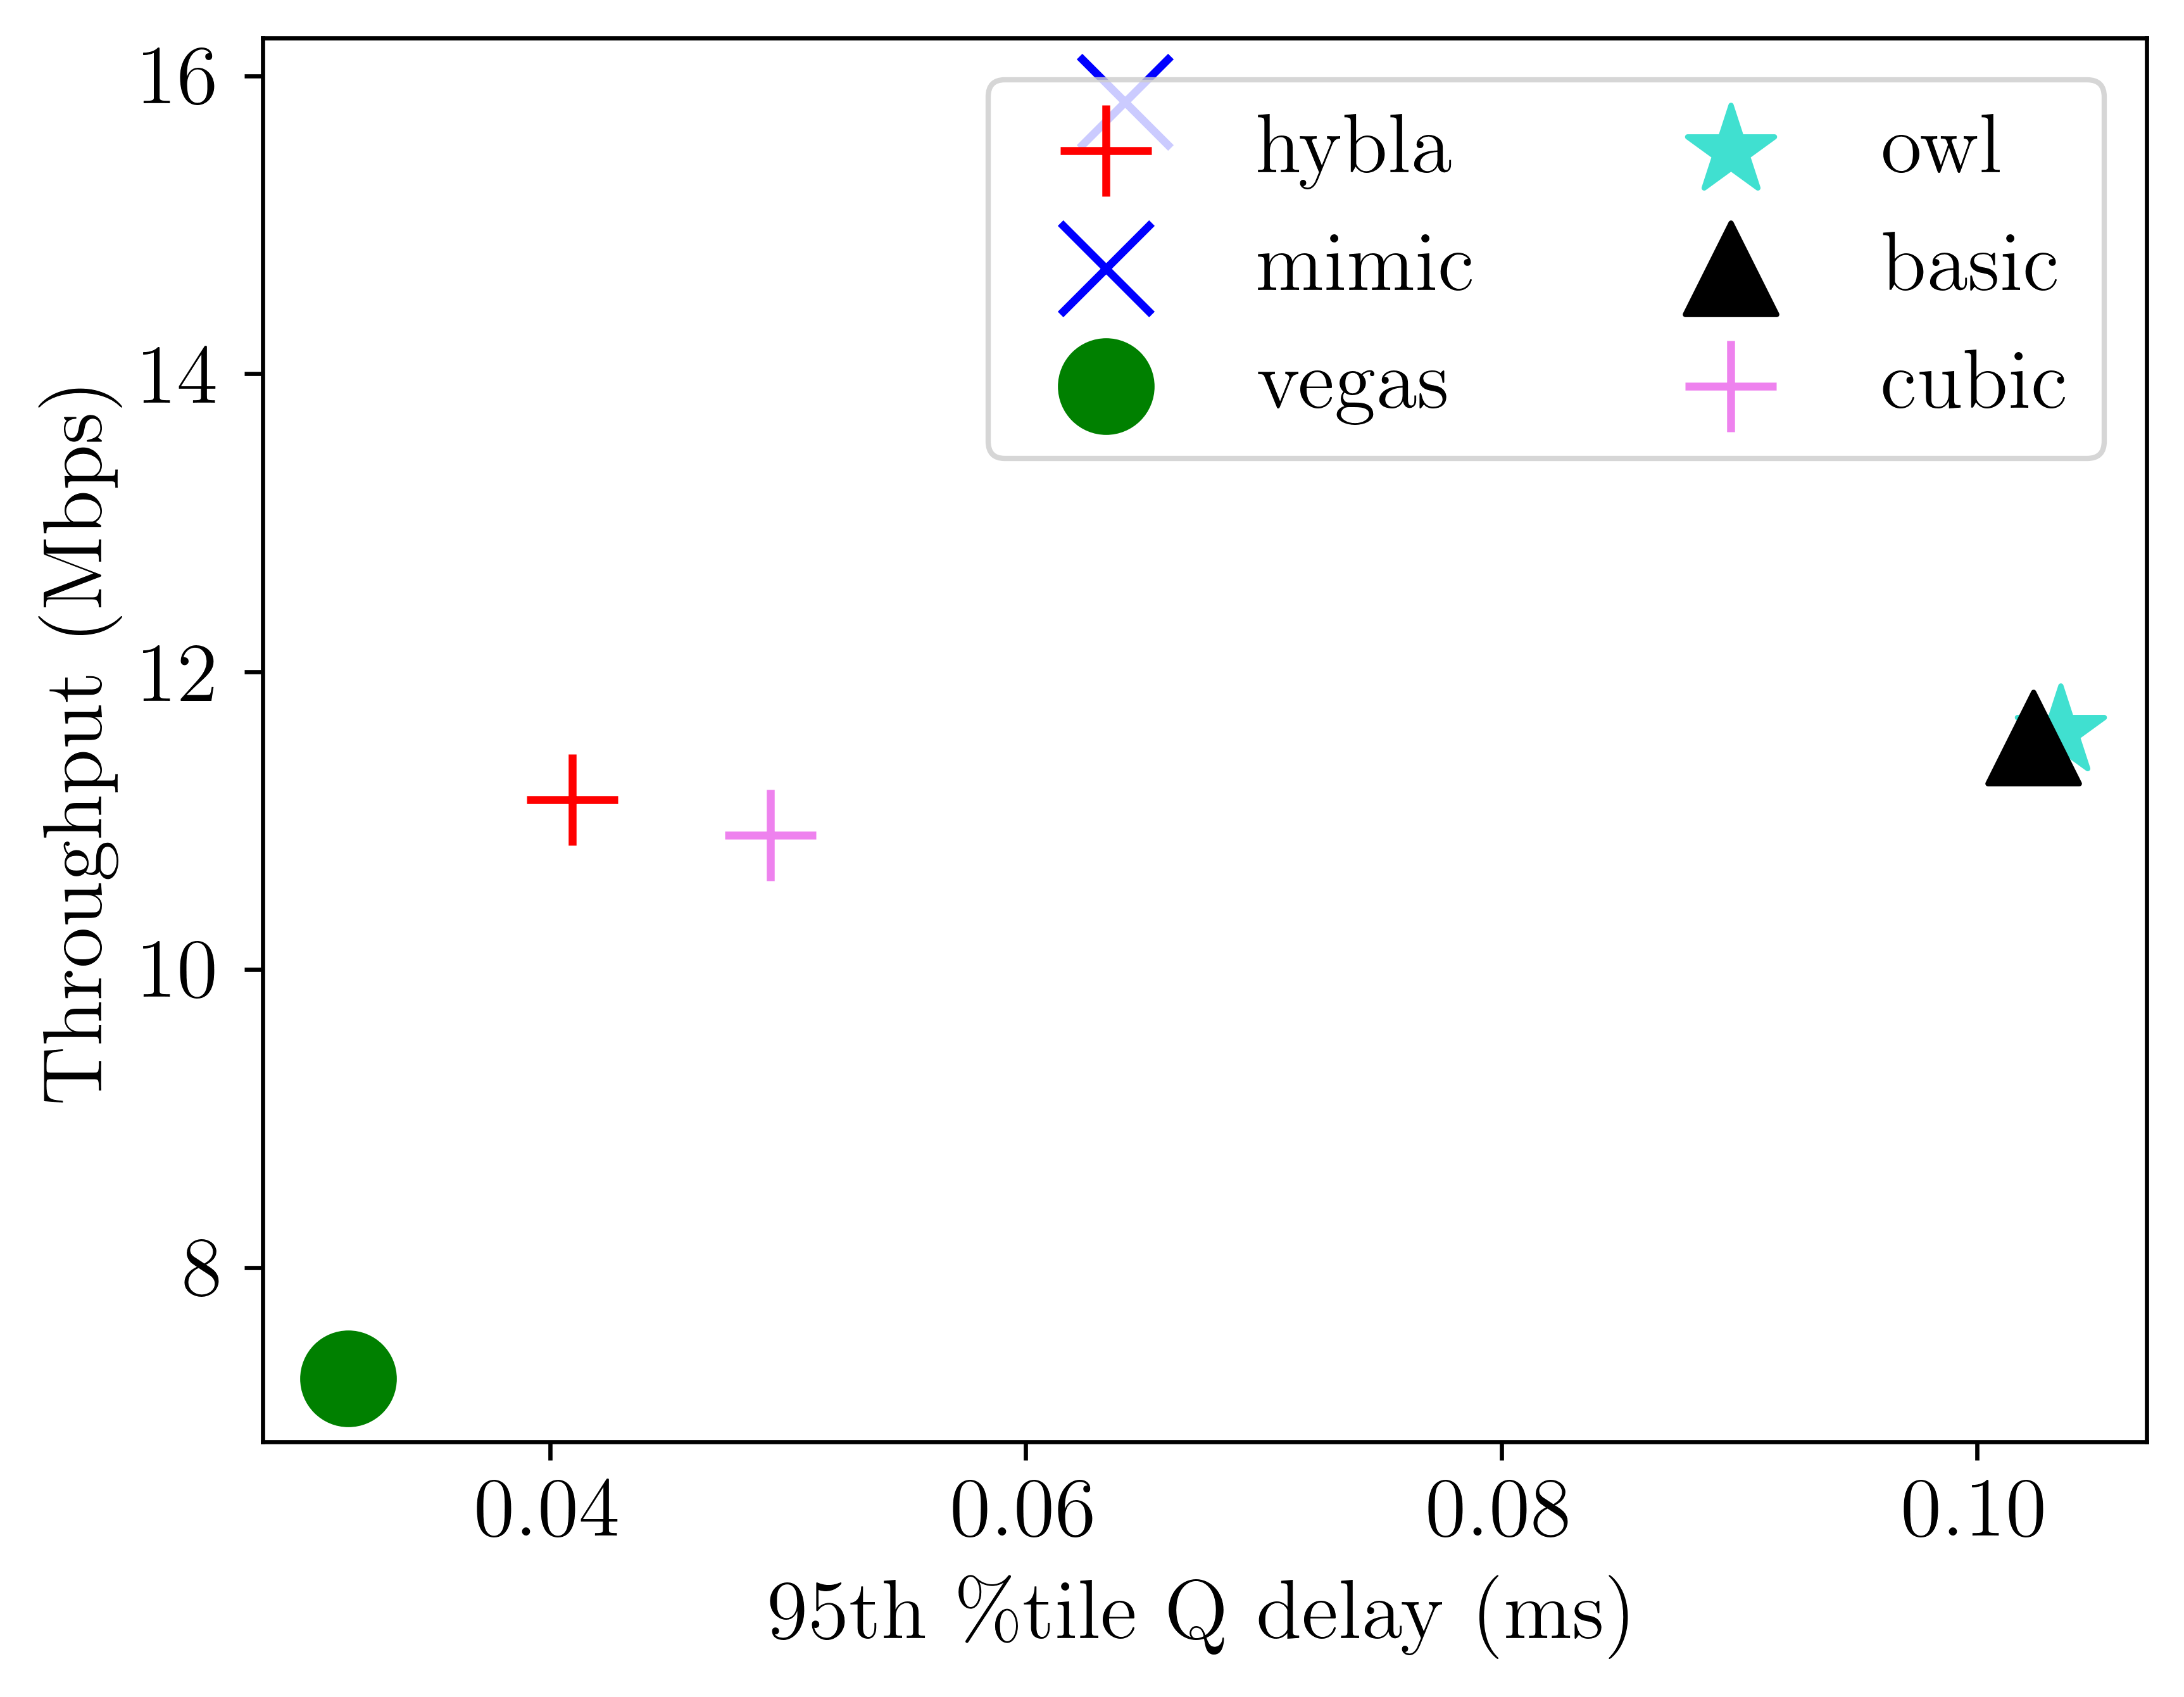 Throughput (Mbps)
16
14
12
10
8
hybla
mimic
vegas
owl
basic
cubic
0.04 0.06 0.08 0.10
95th %tile Q delay (ms)